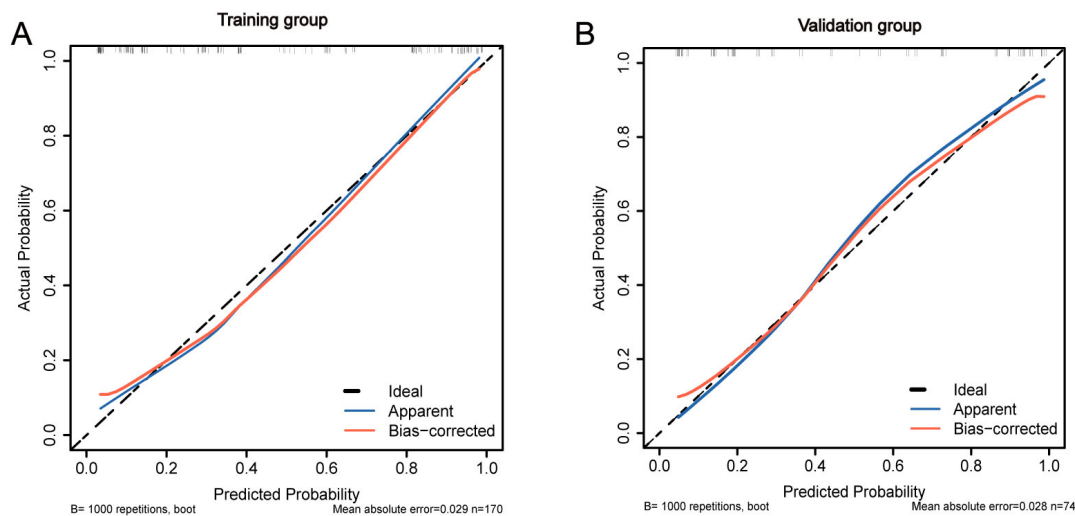 A
Training group
Actual Probability
1.0
0.8
0.6
0.4
0.2
0.0
Ideal
Apparent
Bias-corrected
0.0 0.2 0.4 0.6 0.8 1.0
Predicted Probability
B= 1000 repetitions, boot
Mean absolute error=0.029 n=170
B
Validation group
Actual Probability
1.0
0.8
0.6
0.4
0.2
0.0
Ideal
Apparent
Bias-corrected
0.0 0.2 0.4 0.6 0.8 1.0
Predicted Probability
B= 1000 repetitions, boot
Mean absolute error=0.028 n=74